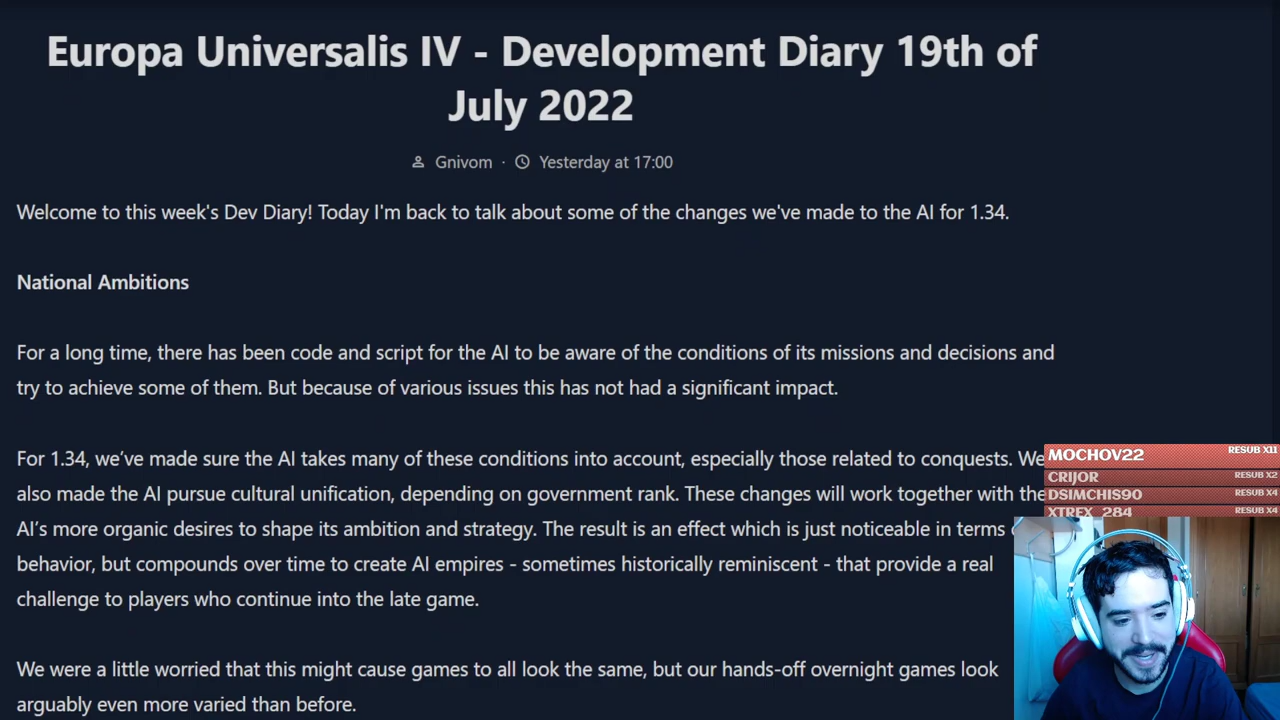 Europa Universalis IV - Development Diary 19th of
July 2022
Gnivom · Yesterday at 17:00
Welcome to this week's Dev Diary! Today I'm back to talk about some of the changes we've made to the AI for 1.34.
National Ambitions
For a long time, there has been code and script for the AI to be aware of the conditions of its missions and decisions and
try to achieve some of them. But because of various issues this has not had a significant impact.
For 1.34, we’ve made sure the AI takes many of these conditions into account, especially those related to conquests. We
also made the AI pursue cultural unification, depending on government rank. These changes will work together with the
AI’s more organic desires to shape its ambition and strategy. The result is an effect which is just noticeable in terms
behavior, but compounds over time to create AI empires - sometimes historically reminiscent - that provide a real
challenge to players who continue into the late game.
We were a little worried that this might cause games to all look the same, but our hands-off overnight games look
arguably even more varied than before.
MOCHOV22 RESUB X11
CRIJOR RESUB X2
DSIMCHIS90 RESUB X4
XTREX_284 RESUB X4